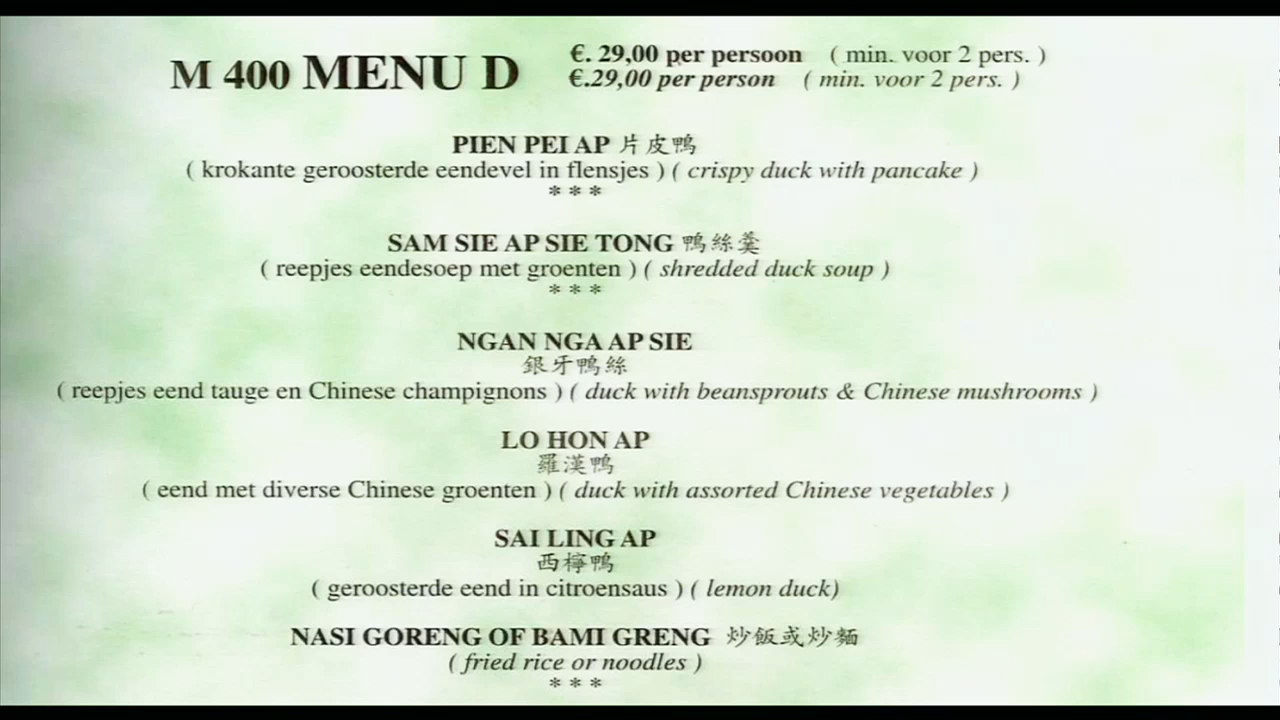 M 400 MENU D €. 29,00 per persoon ( min. voor 2 pers. )
€.29,00 per person ( min. voor 2 pers. )
PIEN PEI AP 片皮鴨
( krokante geroosterde eendevel in flensjes ) ( crispy duck with pancake )
* * *
SAM SIE AP SIE TONG 鴨絲羹
( reepjes eendesoep met groenten ) ( shredded duck soup )
* * *
NGAN NGA AP SIE
銀牙鴨絲
( reepjes eend tauge en Chinese champignons ) ( duck with beansprouts & Chinese mushrooms )
LO HON AP
羅漢鴨
( eend met diverse Chinese groenten ) ( duck with assorted Chinese vegetables )
SAI LING AP
西檸鴨
( geroosterde eend in citroensaus ) ( lemon duck)
NASI GORENG OF BAMI GRENG 炒飯或炒麵
( fried rice or noodles )
* * *